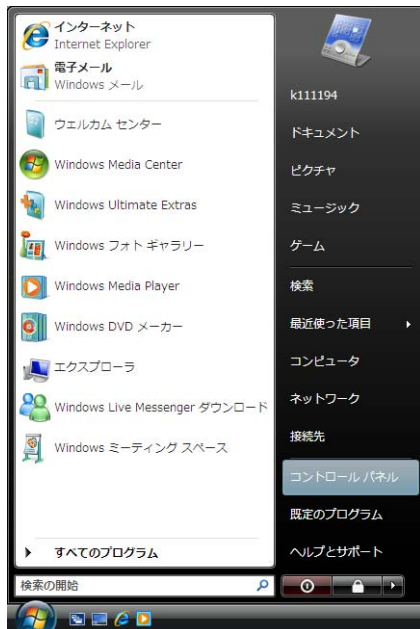 インターネット
Internet Explorer
電子メール
Windows メール
ウェルカム センター
Windows Media Center
Windows Ultimate Extras
Windows フォト ギャラリー
Windows Media Player
Windows DVD メーカー
エクスプローラ
Windows Live Messenger ダウンロード
Windows ミーティング スペース
すべてのプログラム
検索の開始
k111194
ドキュメント
ピクチャ
ミュージック
ゲーム
検索
最近使った項目
コンピュータ
ネットワーク
接続先
コントロール パネル
既定のプログラム
ヘルプとサポート